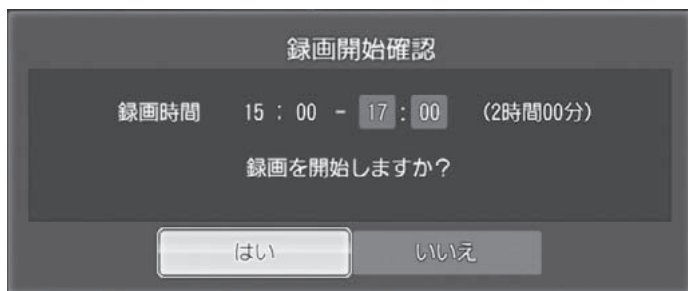 録画開始確認
録画時間 15 : 00 - 17 : 00 (2時間00分)
録画を開始しますか?
はい いいえ